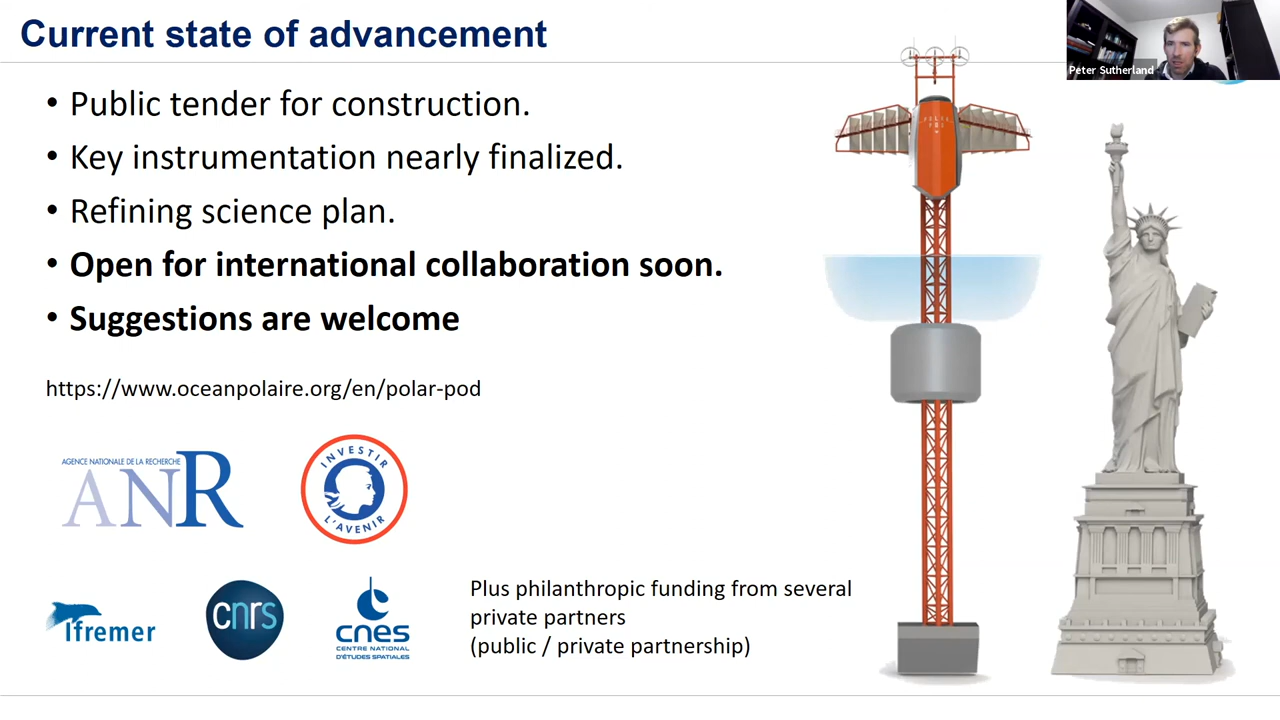 Current state of advancement
Peter Sutherland
• Public tender for construction.
• Key instrumentation nearly finalized.
• Refining science plan.
• Open for international collaboration soon.
• Suggestions are welcome
https://www.oceanpolaire.org/en/polar-pod
AGENCE NATIONALE DE LA RECHERCHE
ANR
INVESTIR
L'AVENIR
Ifremer
cnrs
cnes
CENTRE NATIONAL
D'ÉTUDES SPATIALES
Plus philanthropic funding from several
private partners
(public / private partnership)
POLAR
POD